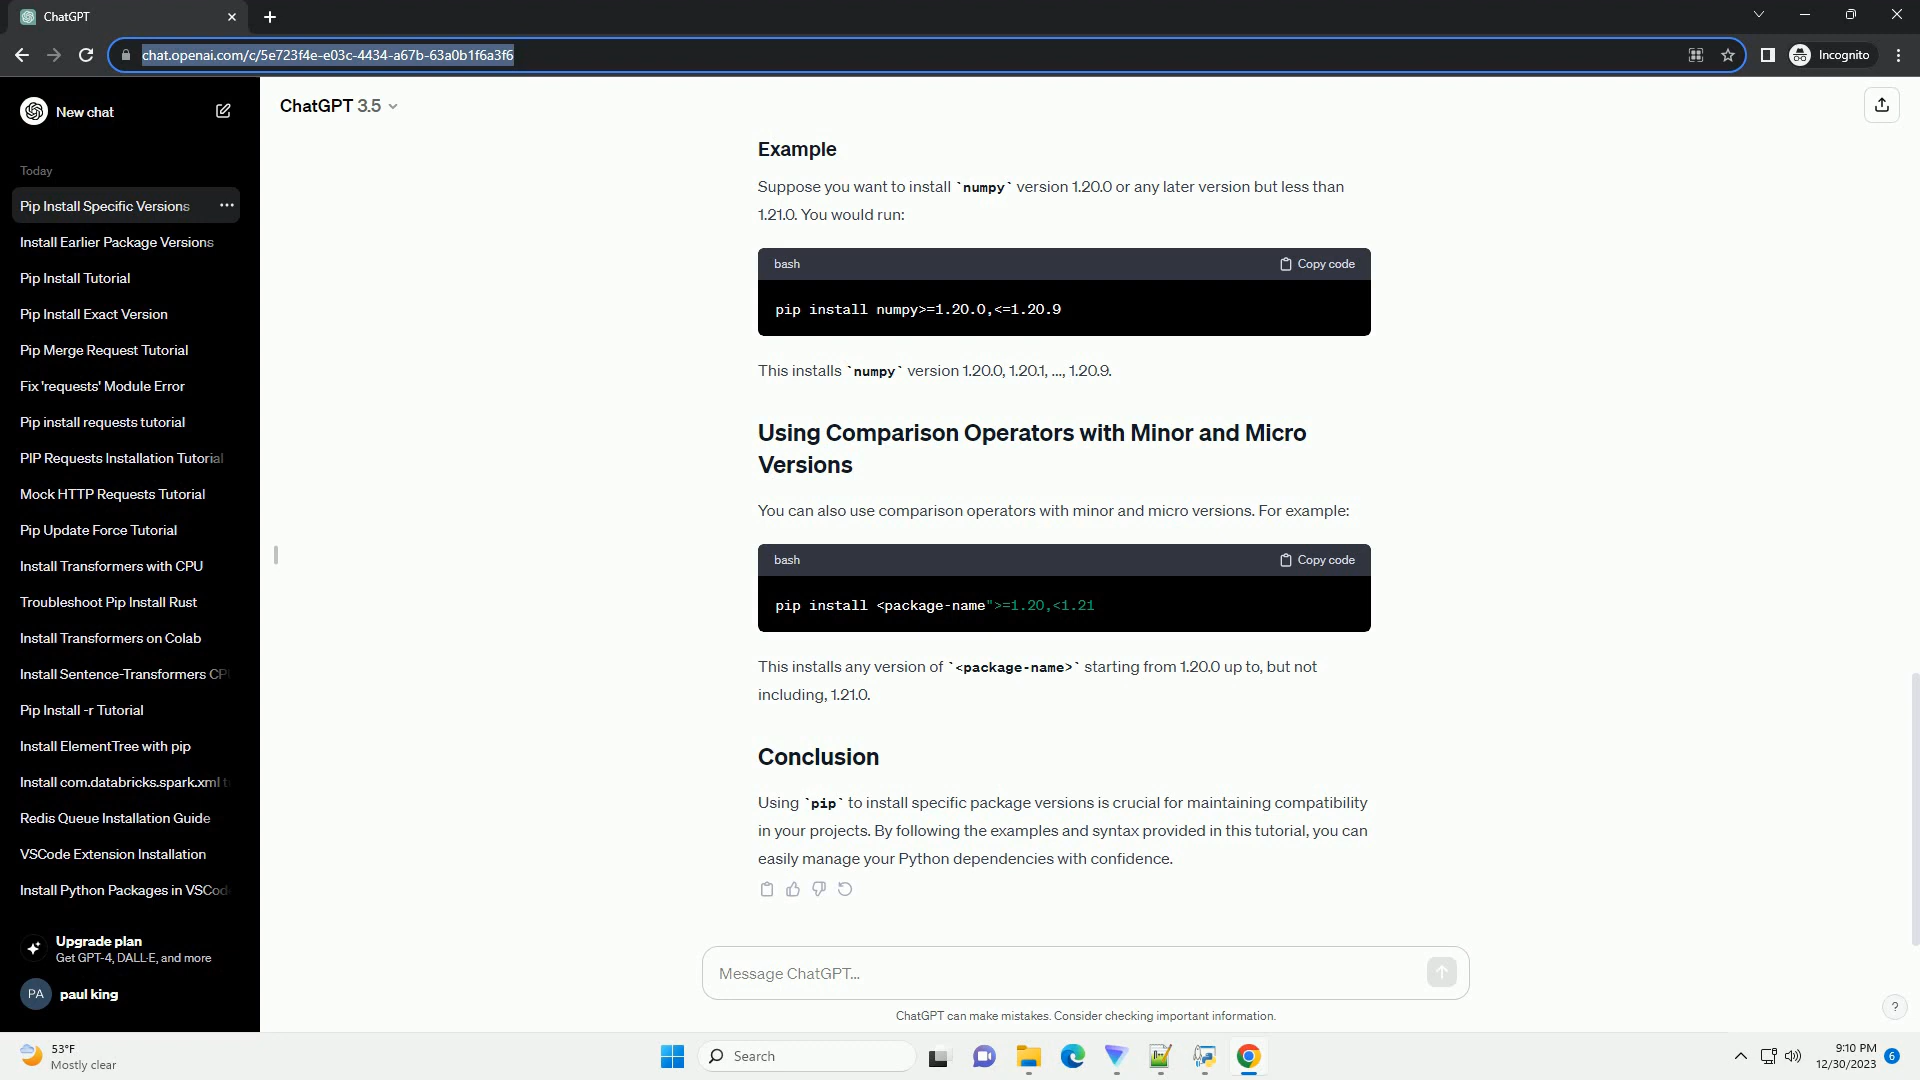 ChatGPT
chat.openai.com/c/5e723f4e-e03c-4434-a67b-63a0b1f6a3f6
Incognito
New chat
ChatGPT 3.5
Today
Pip Install Specific Versions
Install Earlier Package Versions
Pip Install Tutorial
Pip Install Exact Version
Pip Merge Request Tutorial
Fix 'requests' Module Error
Pip install requests tutorial
PIP Requests Installation Tutorial
Mock HTTP Requests Tutorial
Pip Update Force Tutorial
Install Transformers with CPU
Troubleshoot Pip Install Rust
Install Transformers on Colab
Install Sentence-Transformers CP
Pip Install -r Tutorial
Install ElementTree with pip
Install com.databricks.spark.xml t
Redis Queue Installation Guide
VSCode Extension Installation
Install Python Packages in VSCod
Upgrade plan
Get GPT-4, DALL·E, and more
PA
paul king
Example
Suppose you want to install `numpy` version 1.20.0 or any later version but less than
1.21.0. You would run:
bash
Copy code
pip install numpy>=1.20.0,<=1.20.9
This installs `numpy` version 1.20.0, 1.20.1, ..., 1.20.9.
Using Comparison Operators with Minor and Micro
Versions
You can also use comparison operators with minor and micro versions. For example:
bash
Copy code
pip install <package-name">=1.20,<1.21
This installs any version of `<package-name>` starting from 1.20.0 up to, but not
including, 1.21.0.
Conclusion
Using `pip` to install specific package versions is crucial for maintaining compatibility
in your projects. By following the examples and syntax provided in this tutorial, you can
easily manage your Python dependencies with confidence.
Message ChatGPT...
ChatGPT can make mistakes. Consider checking important information.
?
53°F
Mostly clear
Search
9:10 PM
12/30/2023
6